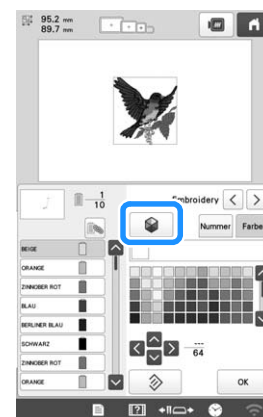 95.2 mm
89.7 mm
1
10
Embroidery
Nummer Farbe
BEIGE
ORANGE
ZINNOBER ROT
BLAU
BERLINER BLAU
SCHWARZ
ZINNOBER ROT
ORANGE
---
64
OK